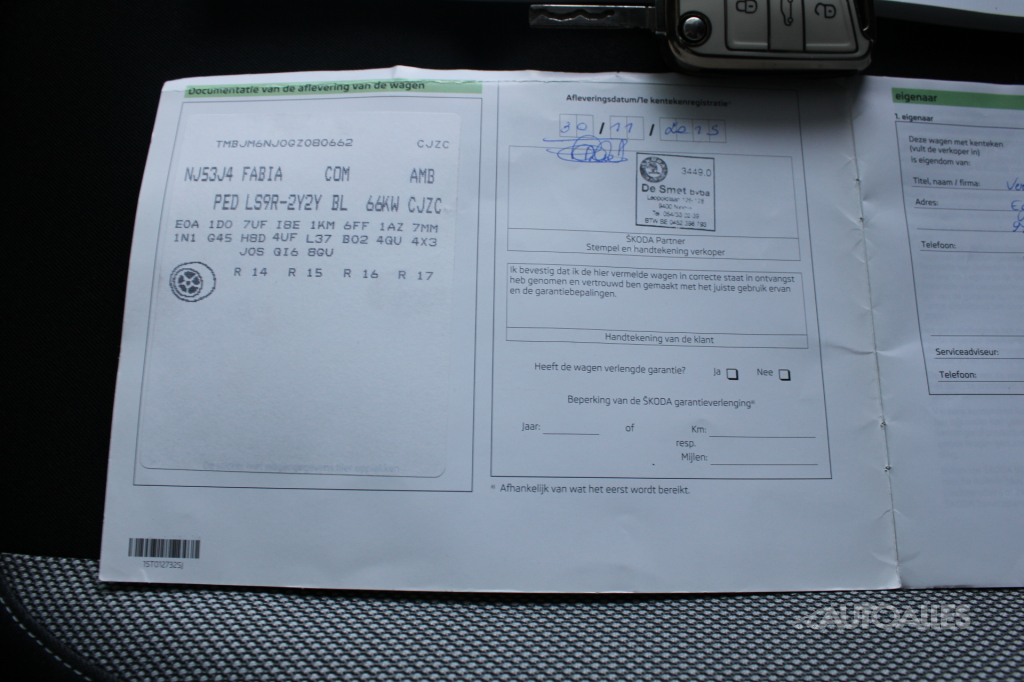 Documentatie van de aflevering van de wagen
TMBJM6NJ0GZ080662 CJZC
NJ53J4 FABIA COM AMB
PED LS9R-2Y2Y BL 66KW CJZC
E0A 1D0 7UF I8E 1KM 6FF 1AZ 7MM
1N1 G45 H8D 4UF L37 B02 4GU 4X3
J0S QI6 8GU
R 14 R 15 R 16 R 17
1ST0127325J
Afleveringsdatum/1e kentekenregistratie*
30 / 11 / 2015
3449.0
De Smet bvba
ŠKODA Partner
Stempel en handtekening verkoper
Ik bevestig dat ik de hier vermelde wagen in correcte staat in ontvangst
heb genomen en vertrouwd ben gemaakt met het juiste gebruik ervan
en de garantiebepalingen.
Handtekening van de klant
Heeft de wagen verlengde garantie? Ja Nee
Beperking van de ŠKODA garantieverlenging*
Jaar: of Km:
resp.
Mijlen:
* Afhankelijk van wat het eerst wordt bereikt.
eigenaar
1. eigenaar
Deze wagen met kenteken
(vult de verkoper in)
is eigendom van:
Titel, naam / firma:
Adres:
Telefoon:
Serviceadviseur:
Telefoon:
AUTOALLES